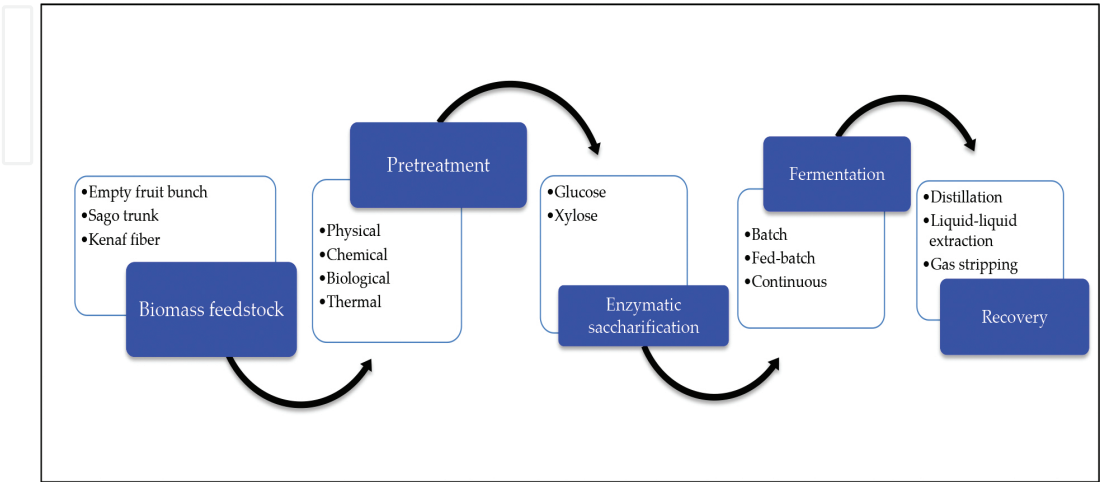 •Empty fruit bunch
•Sago trunk
•Kenaf fiber
Biomass feedstock
Pretreatment
•Physical
•Chemical
•Biological
•Thermal
•Glucose
•Xylose
Enzymatic
saccharification
Fermentation
•Batch
•Fed-batch
•Continuous
•Distillation
•Liquid-liquid
extraction
•Gas stripping
Recovery